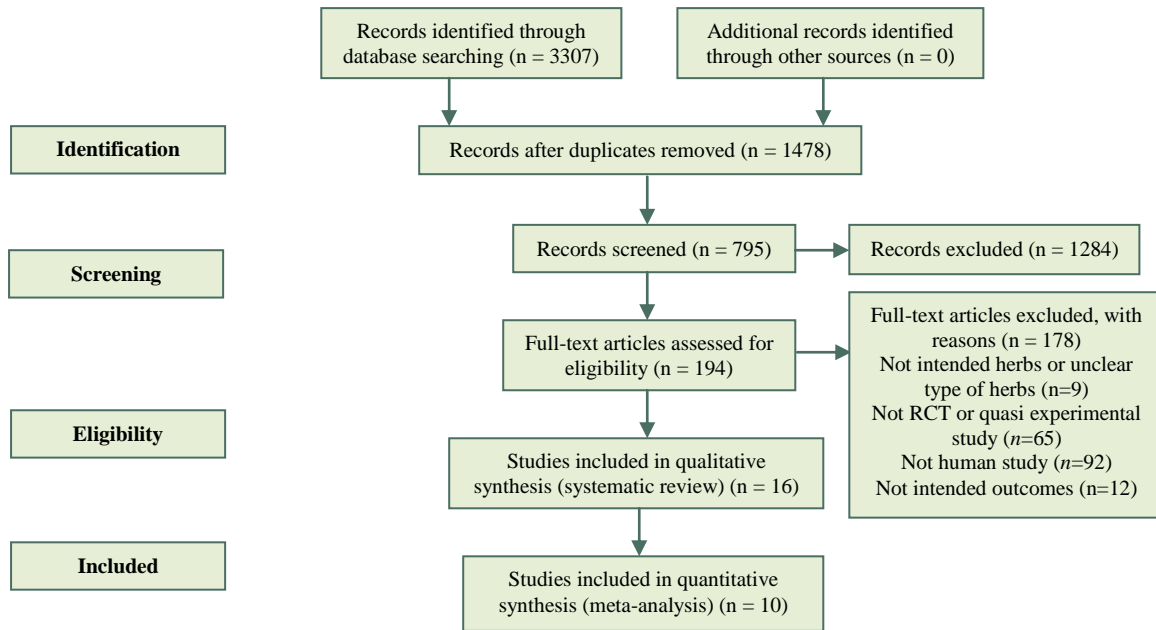 Records identified through
database searching (n = 3307)
Additional records identified
through other sources (n = 0)
Identification
Records after duplicates removed (n = 1478)
Records screened (n = 795)
Records excluded (n = 1284)
Screening
Full-text articles assessed for
eligibility (n = 194)
Full-text articles excluded, with
reasons (n = 178)
Not intended herbs or unclear
type of herbs (n=9)
Not RCT or quasi experimental
study (n=65)
Not human study (n=92)
Not intended outcomes (n=12)
Eligibility
Studies included in qualitative
synthesis (systematic review) (n = 16)
Included
Studies included in quantitative
synthesis (meta-analysis) (n = 10)